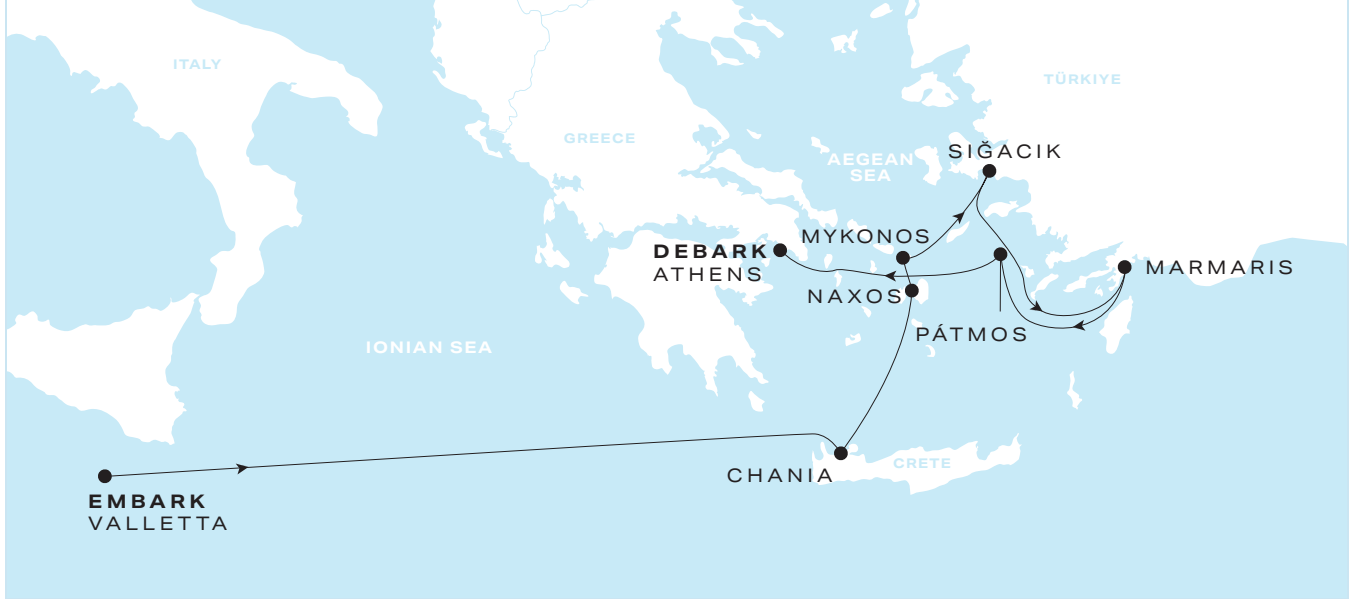 ITALY
TÜRKIYE
GREECE
AEGEAN
SEA
SIĞACIK
MYKONOS
DEBARK
ATHENS
MARMARIS
NAXOS
PÁTMOS
IONIAN SEA
CRETE
CHANIA
EMBARK
VALLETTA